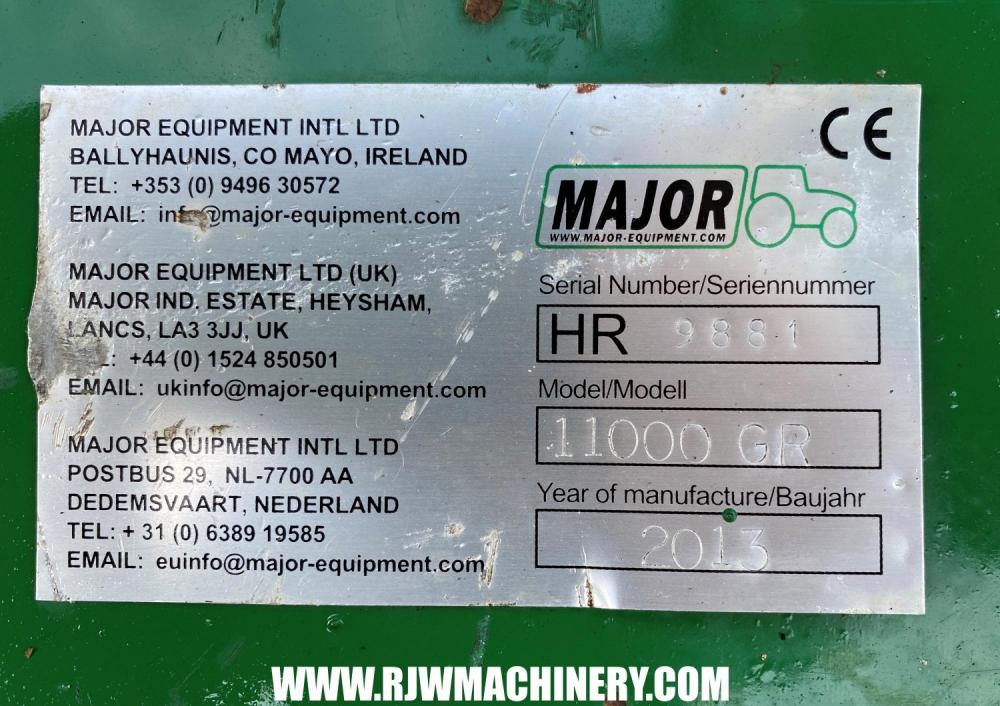 MAJOR EQUIPMENT INTL LTD
BALLYHAUNIS, CO MAYO, IRELAND
TEL: +353 (0) 9496 30572
EMAIL: @major-equipment.com
MAJOR EQUIPMENT LTD (UK)
MAJOR IND. ESTATE, HEYSHAM,
LANCS, LA3 3JJ, UK
+44 (0) 1524 850501
EMAIL: ukinfo@major-equipment.com
MAJOR EQUIPMENT INTL LTD
POSTBUS 29, NL-7700 AA
DEDEMSVAART, NEDERLAND
TEL: + 31 (0) 6389 19585
EMAIL: euinfo@major-equipment.com
CE
MAJOR
WWW.MAJOR-EQUIPMENT.COM
Serial Number/Seriennummer
HR 9881
Model/Modell
11000 GR
Year of manufacture/Baujahr
2013
WWW.RJWMACHINERY.COM